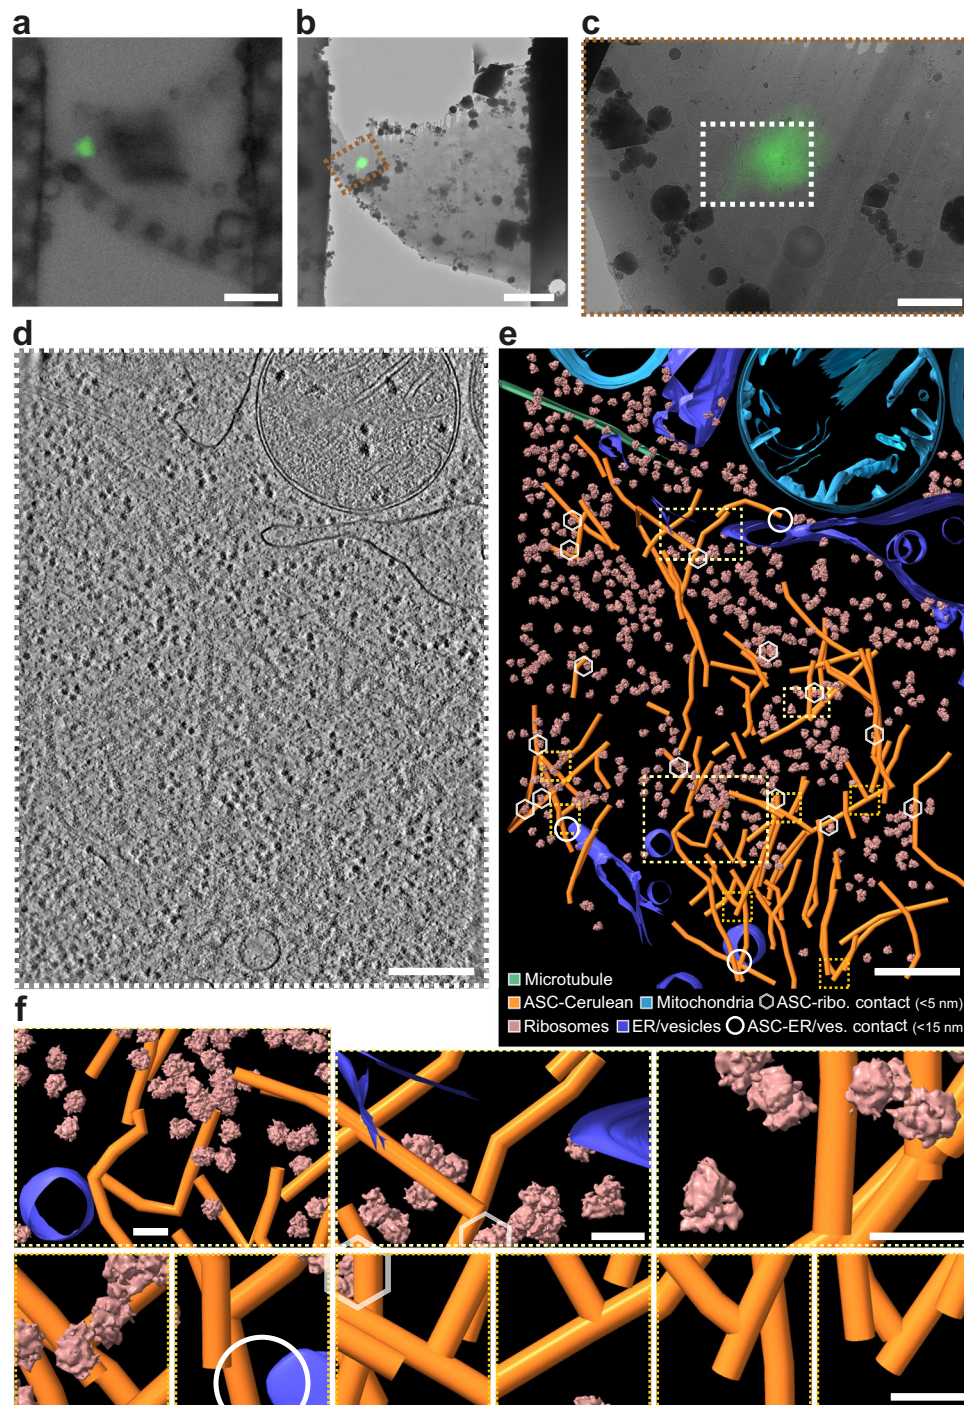 a
b
c
d
e
Microtubule
ASC-Cerulean Mitochondria ASC-ribo. contact (<5 nm)
Ribosomes ER/vesicles ASC-ER/ves. contact (<15 nm
f